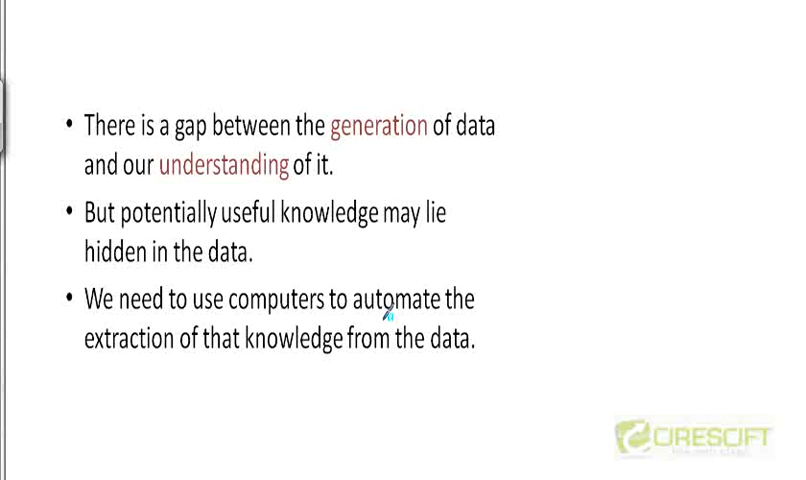 • There is a gap between the generation of data
and our understanding of it.
• But potentially useful knowledge may lie
hidden in the data.
• We need to use computers to automate the
extraction of that knowledge from the data.